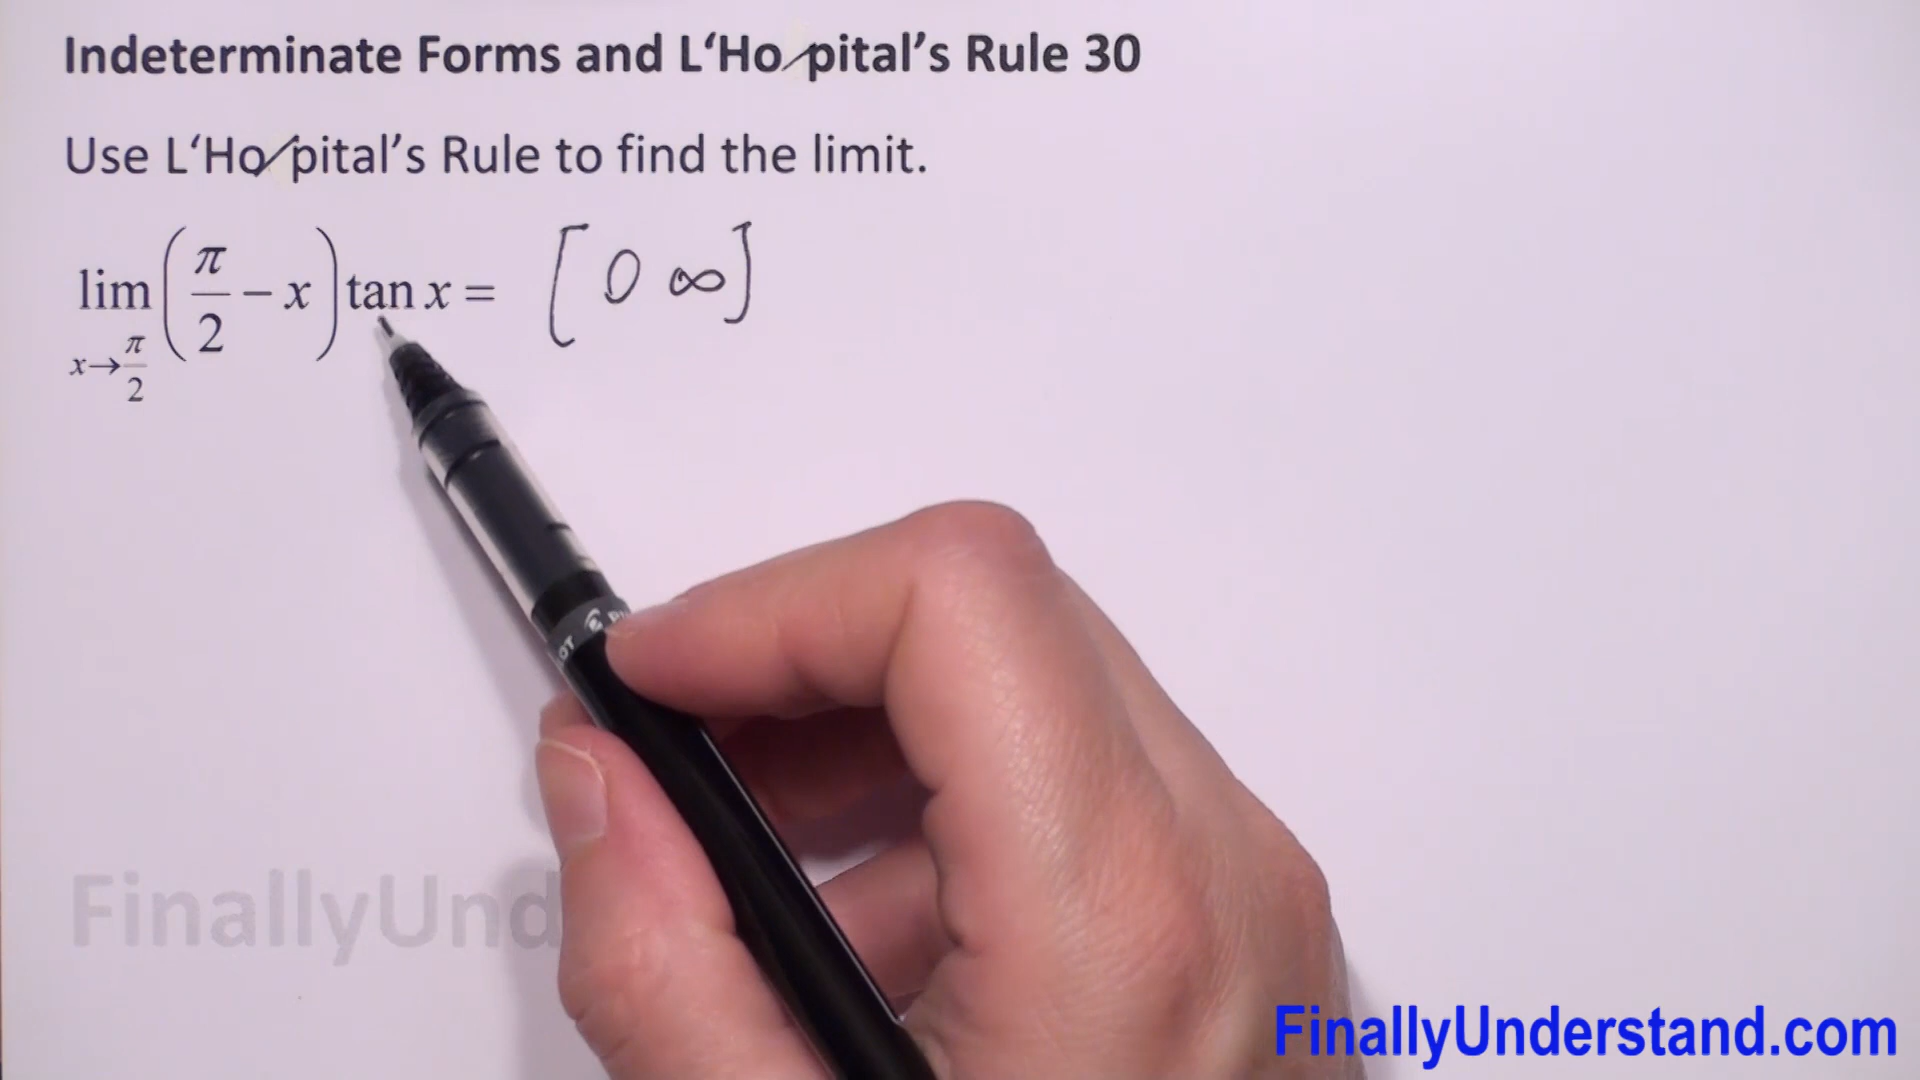 Indeterminate Forms and L‘Hopital’s Rule 30
Use L‘Hopital’s Rule to find the limit.
lim x→π/2 (π/2 − x) tan x = [0 ∞]
FinallyUnd
FinallyUnderstand.com